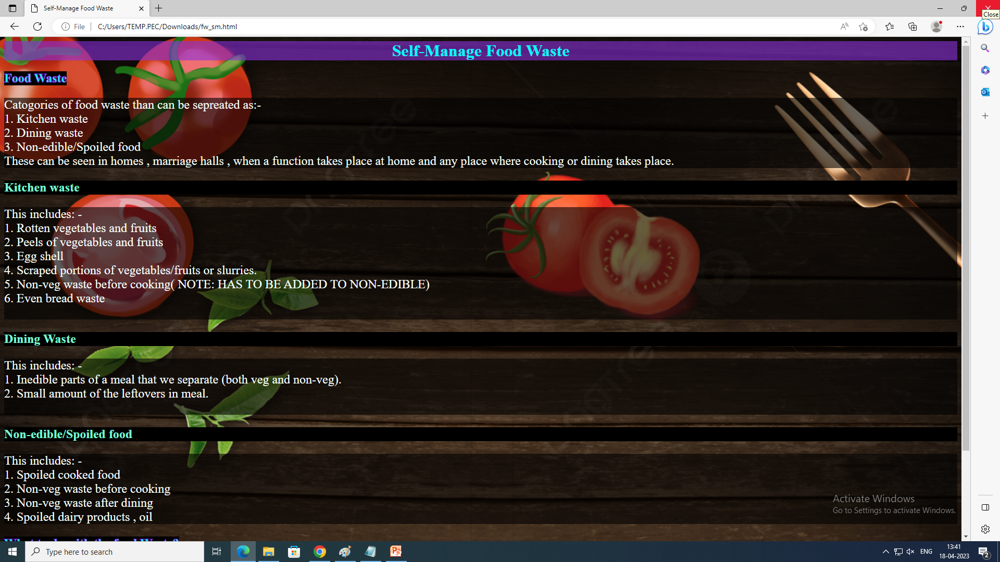 Self-Manage Food Waste
Close
File
C:/Users/TEMP.PEC/Downloads/fw_sm.html
Self-Manage Food Waste
Food Waste
Catogories of food waste than can be sepreated as:-
1. Kitchen waste
2. Dining waste
3. Non-edible/Spoiled food
These can be seen in homes , marriage halls , when a function takes place at home and any place where cooking or dining takes place.
Kitchen waste
This includes: -
1. Rotten vegetables and fruits
2. Peels of vegetables and fruits
3. Egg shell
4. Scraped portions of vegetables/fruits or slurries.
5. Non-veg waste before cooking( NOTE: HAS TO BE ADDED TO NON-EDIBLE)
6. Even bread waste
Dining Waste
This includes: -
1. Inedible parts of a meal that we separate (both veg and non-veg).
2. Small amount of the leftovers in meal.
Non-edible/Spoiled food
This includes: -
1. Spoiled cooked food
2. Non-veg waste before cooking
3. Non-veg waste after dining
4. Spoiled dairy products , oil
Activate Windows
Go to Settings to activate Windows.
Type here to search
ENG
13:41
18-04-2023
2